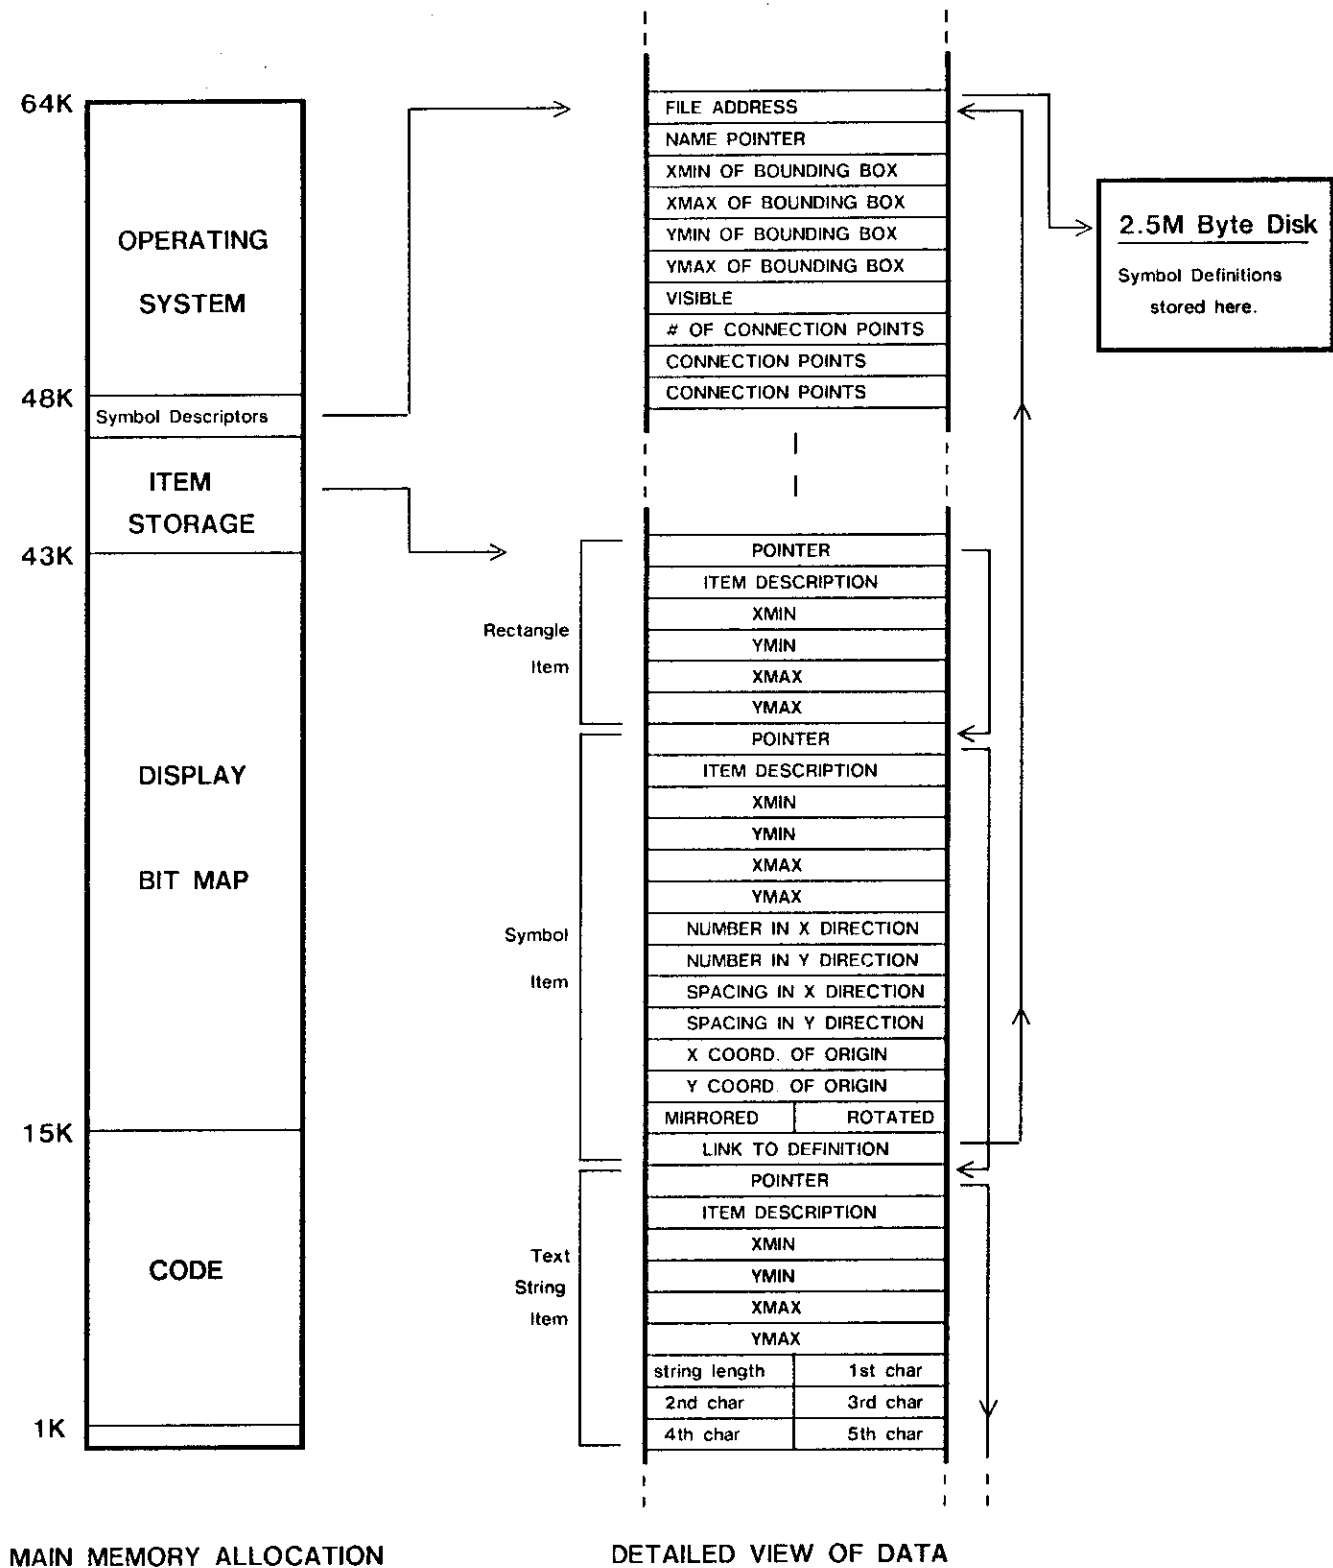 64K
OPERATING
SYSTEM
48K
Symbol Descriptors
ITEM
STORAGE
43K
DISPLAY
BIT MAP
15K
CODE
1K
MAIN MEMORY ALLOCATION
FILE ADDRESS
NAME POINTER
XMIN OF BOUNDING BOX
XMAX OF BOUNDING BOX
YMIN OF BOUNDING BOX
YMAX OF BOUNDING BOX
VISIBLE
# OF CONNECTION POINTS
CONNECTION POINTS
CONNECTION POINTS
2.5M Byte Disk
Symbol Definitions
stored here.
Rectangle
Item
POINTER
ITEM DESCRIPTION
XMIN
YMIN
XMAX
YMAX
Symbol
Item
POINTER
ITEM DESCRIPTION
XMIN
YMIN
XMAX
YMAX
NUMBER IN X DIRECTION
NUMBER IN Y DIRECTION
SPACING IN X DIRECTION
SPACING IN Y DIRECTION
X COORD. OF ORIGIN
Y COORD. OF ORIGIN
MIRRORED ROTATED
LINK TO DEFINITION
Text
String
Item
POINTER
ITEM DESCRIPTION
XMIN
YMIN
XMAX
YMAX
string length 1st char
2nd char 3rd char
4th char 5th char
DETAILED VIEW OF DATA